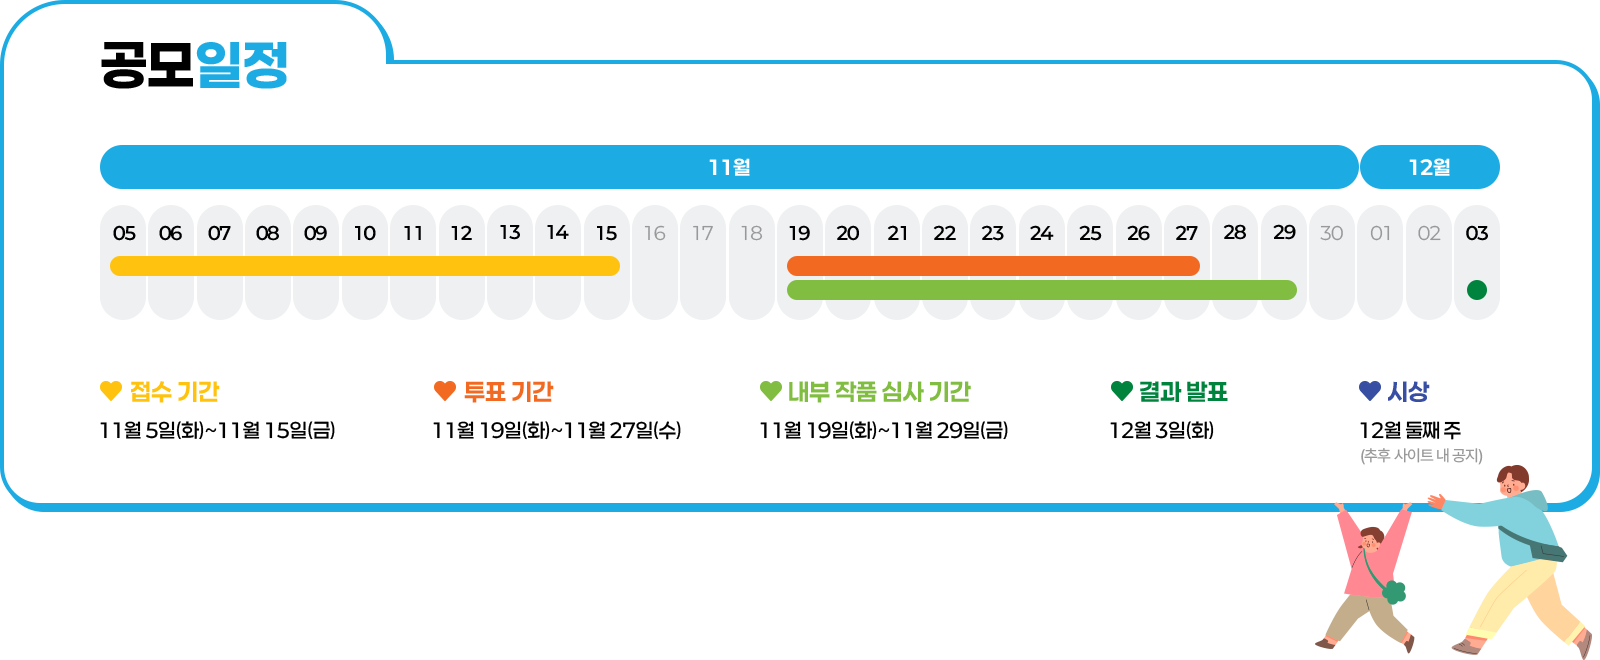 공모일정
11월 12월
05 06 07 08 09 10 11 12 13 14 15 16 17 18 19 20 21 22 23 24 25 26 27 28 29 30 01 02 03
접수 기간
11월 5일(화)~11월 15일(금)
투표 기간
11월 19일(화)~11월 27일(수)
내부 작품 심사 기간
11월 19일(화)~11월 29일(금)
결과 발표
12월 3일(화)
시상
12월 둘째 주
(추후 사이트 내 공지)